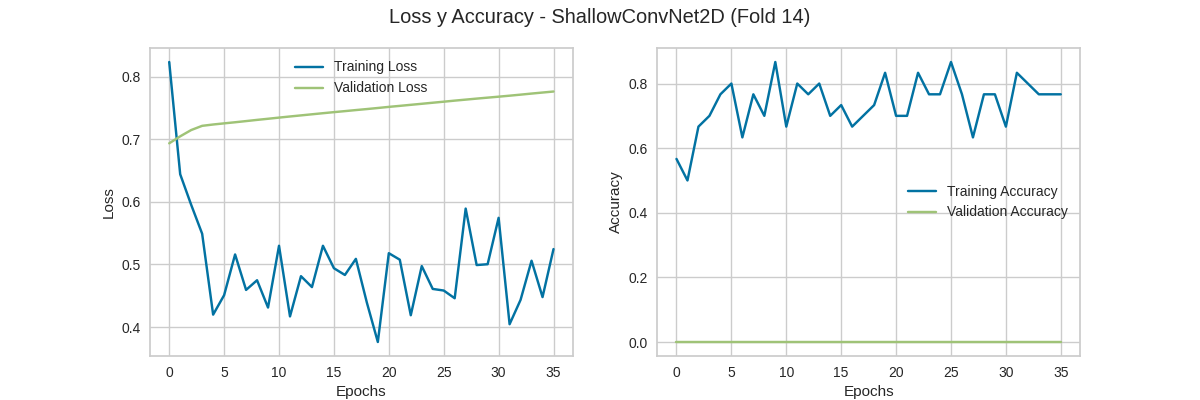 Loss y Accuracy - ShallowConvNet2D (Fold 14)
Training Loss
Validation Loss
0.8
0.7
0.6
0.5
0.4
Loss
0 5 10 15 20 25 30 35
Epochs
Training Accuracy
Validation Accuracy
0.8
0.6
0.4
0.2
0.0
Accuracy
0 5 10 15 20 25 30 35
Epochs